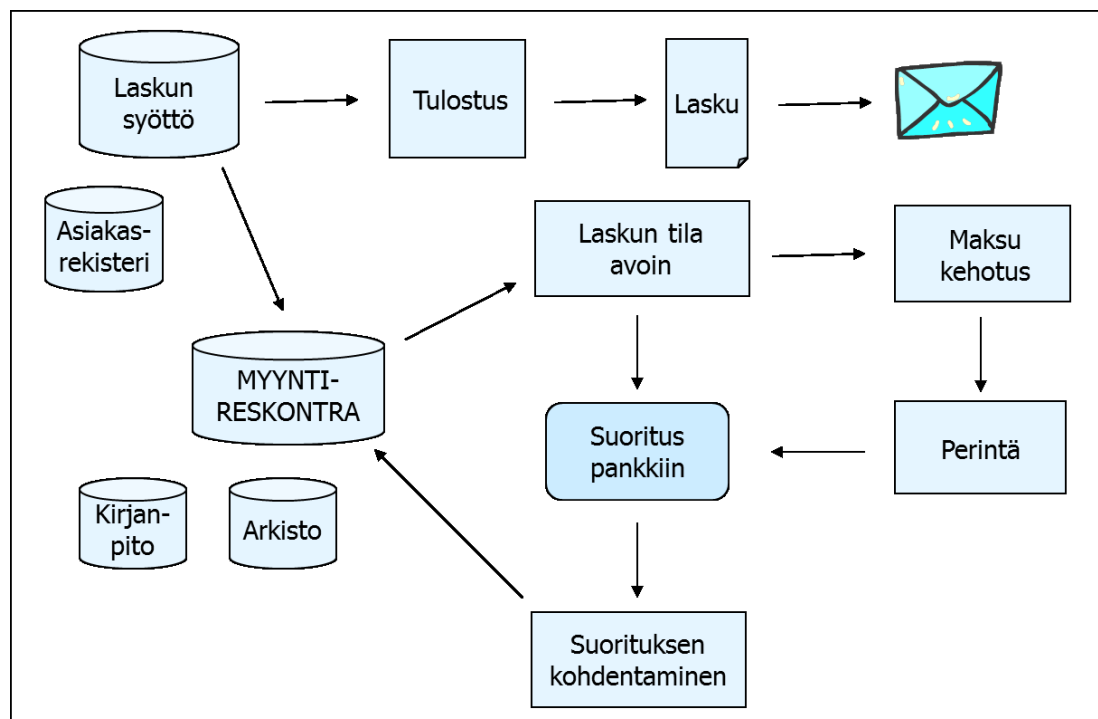 Laskun
syöttö
Tulostus
Lasku
Asiakas-
rekisteri
Laskun tila
avoin
Maksu
kehotus
MYYNTI-
RESKONTRA
Suoritus
pankkiin
Perintä
Kirjan-
pito
Arkisto
Suorituksen
kohdentaminen